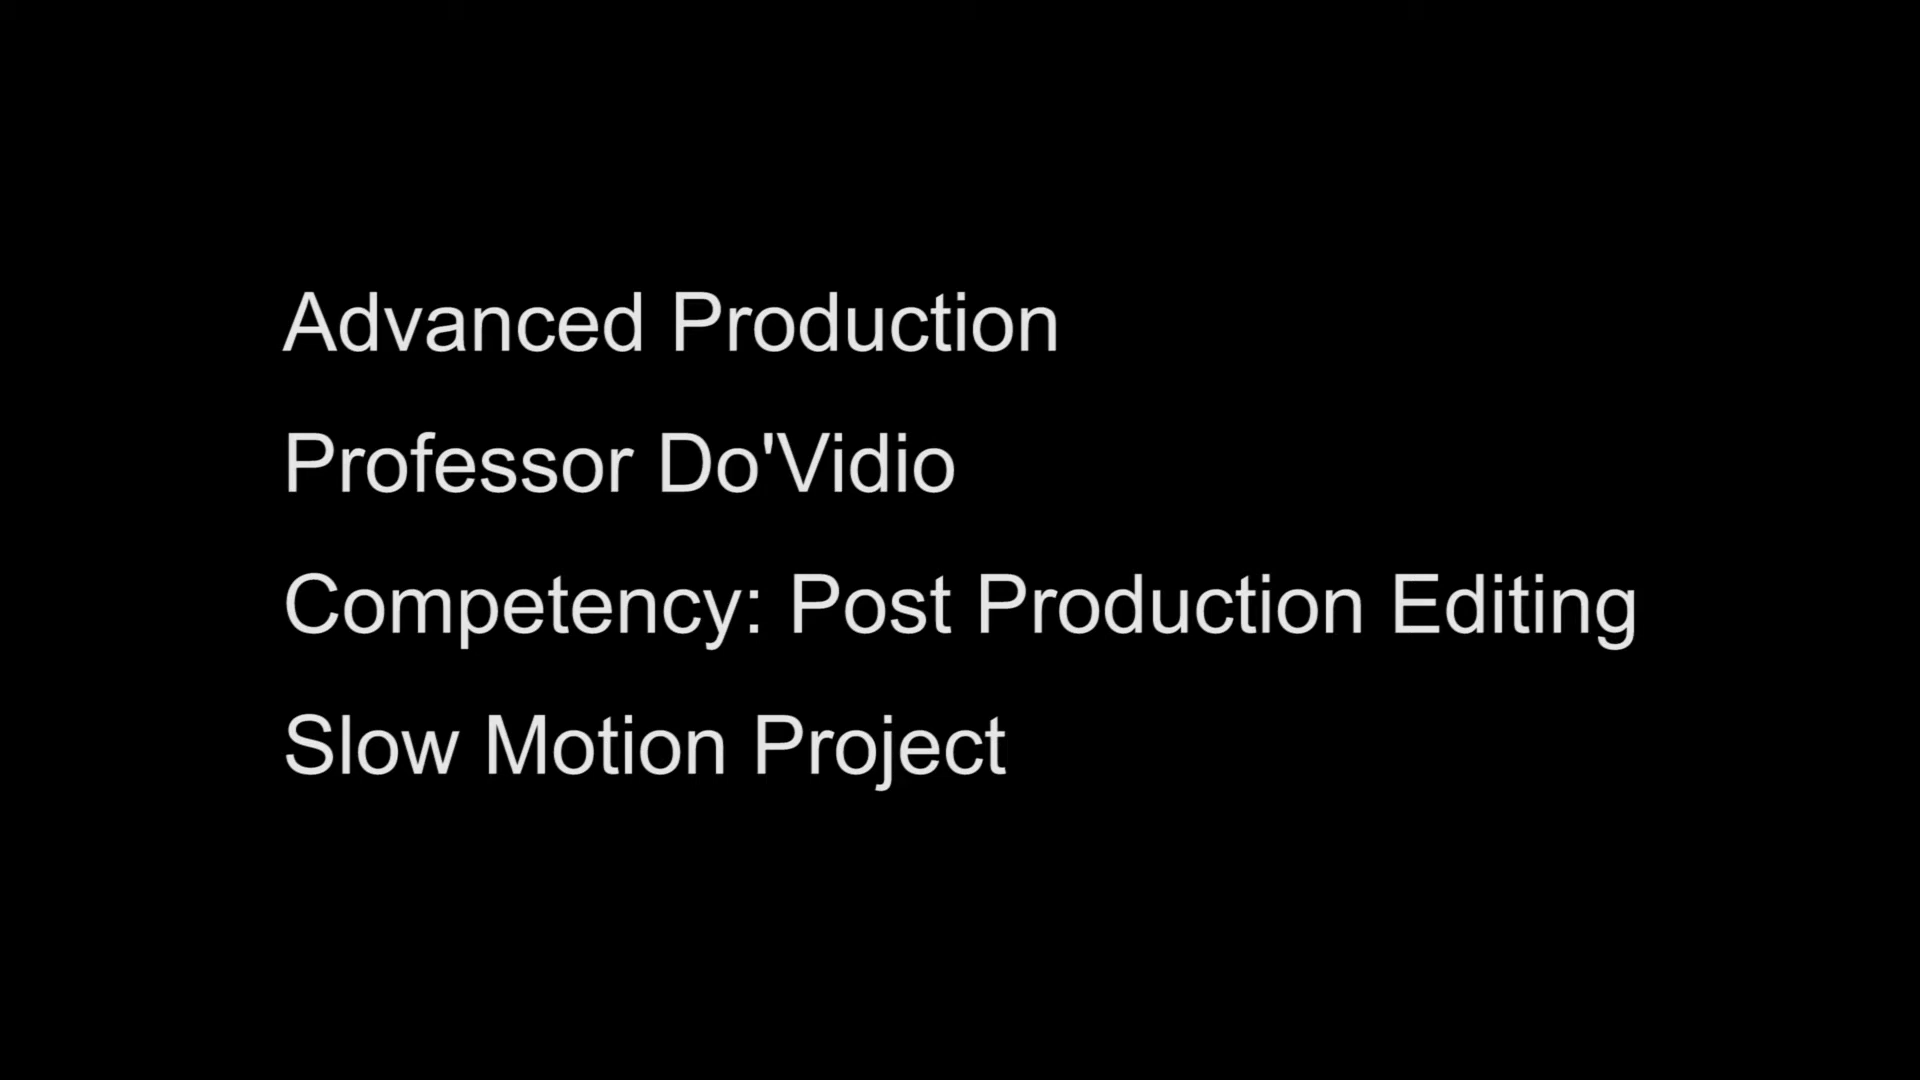 Advanced Production
Professor Do'Vidio
Competency: Post Production Editing
Slow Motion Project